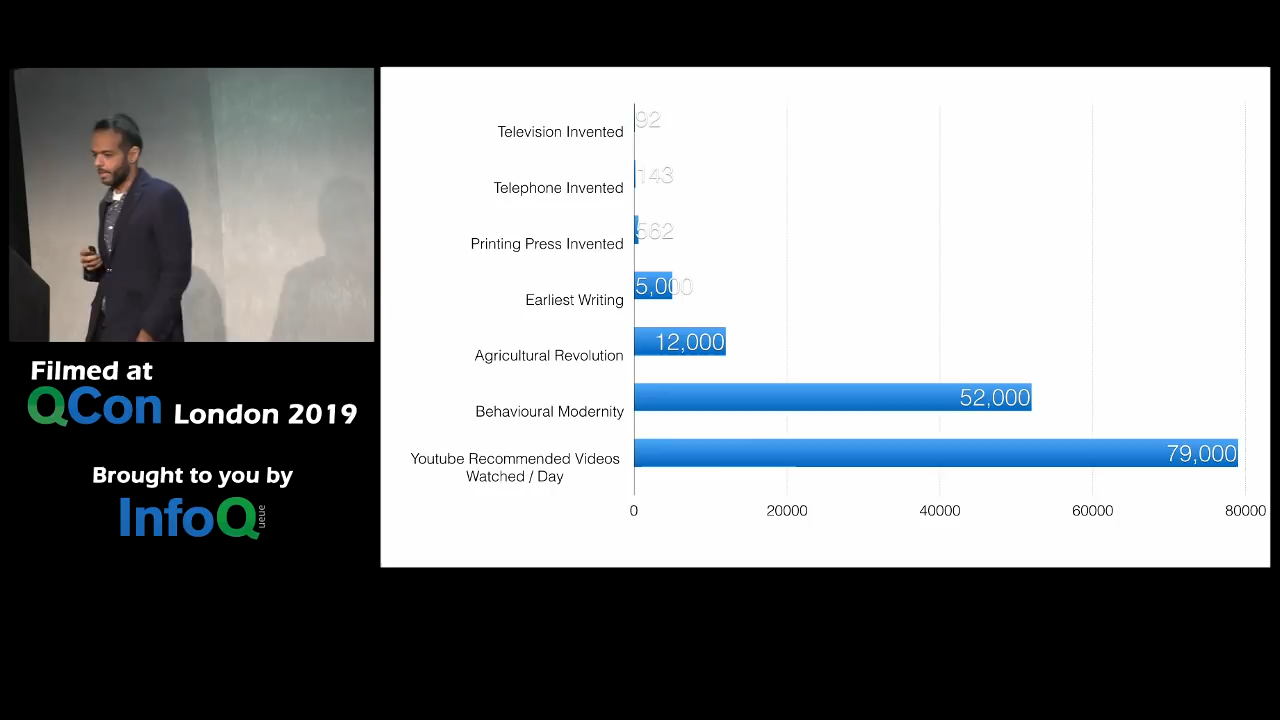 Filmed at
QCon London 2019
Brought to you by
InfoQ
ueue
Television Invented 92
Telephone Invented 143
Printing Press Invented 562
Earliest Writing 5,000
Agricultural Revolution 12,000
Behavioural Modernity 52,000
Youtube Recommended Videos
Watched / Day 79,000
0 20000 40000 60000 80000